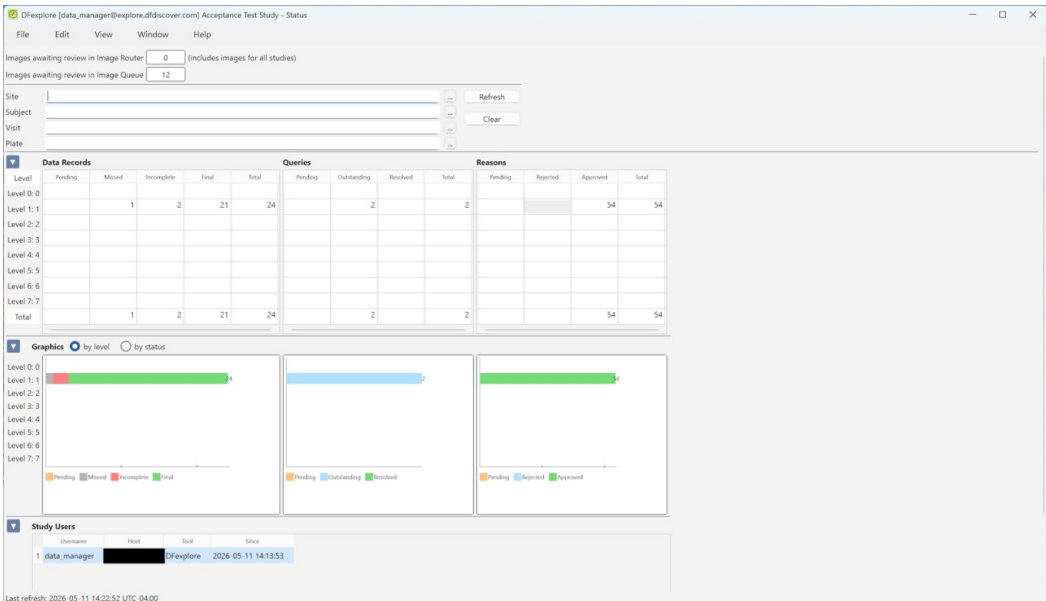 DFexplore [data_manager@explore.dfdiscover.com] Acceptance Test Study - Status
File Edit View Window Help
Images awaiting review in Image Router 0 (includes images for all studies)
Images awaiting review in Image Queue 12
Site ... Refresh
Subject ... Clear
Visit ...
Plate ...
Data Records Queries Reasons
Level Pending Missed Incomplete Final Total Pending Outstanding Resolved Total Pending Rejected Approved Total
Level 0: 0
Level 1: 1 1 2 21 24 2 2 54 54
Level 2: 2
Level 3: 3
Level 4: 4
Level 5: 5
Level 6: 6
Level 7: 7
Total 1 2 21 24 2 2 54 54
Graphics by level by status
Level 0: 0
Level 1: 1 24 2 54
Level 2: 2
Level 3: 3
Level 4: 4
Level 5: 5
Level 6: 6
Level 7: 7
Pending Missed Incomplete Final Pending Outstanding Resolved Pending Rejected Approved
Study Users
Username Host Tool Since
1 data_manager DFexplore 2026-05-11 14:13:53
Last refresh: 2026-05-11 14:22:52 UTC-04:00